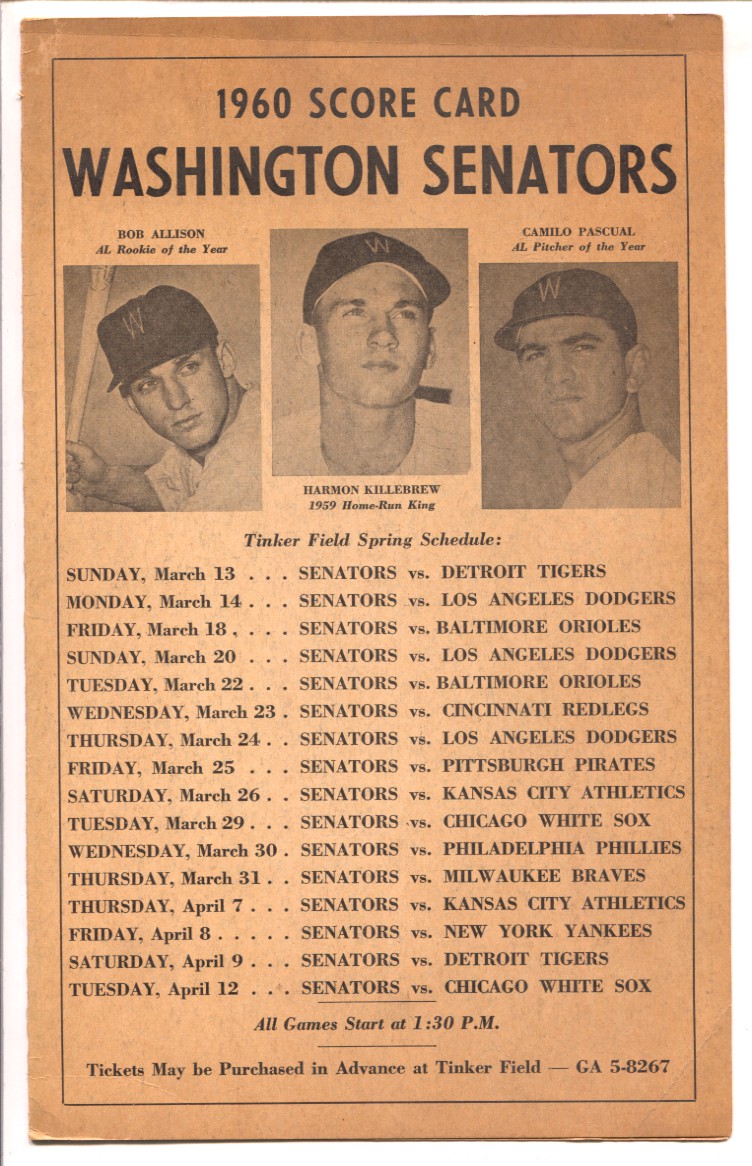 1960 SCORE CARD
WASHINGTON SENATORS
BOB ALLISON
AL Rookie of the Year
CAMILO PASCUAL
AL Pitcher of the Year
W
W
W
HARMON KILLEBREW
1959 Home-Run King
Tinker Field Spring Schedule:
SUNDAY, March 13 . . . SENATORS vs. DETROIT TIGERS
MONDAY, March 14 . . . SENATORS vs. LOS ANGELES DODGERS
FRIDAY, March 18 . . . . SENATORS vs. BALTIMORE ORIOLES
SUNDAY, March 20 . . . SENATORS vs. LOS ANGELES DODGERS
TUESDAY, March 22 . . . SENATORS vs. BALTIMORE ORIOLES
WEDNESDAY, March 23 . SENATORS vs. CINCINNATI REDLEGS
THURSDAY, March 24 . . SENATORS vs. LOS ANGELES DODGERS
FRIDAY, March 25 . . . SENATORS vs. PITTSBURGH PIRATES
SATURDAY, March 26 . . SENATORS vs. KANSAS CITY ATHLETICS
TUESDAY, March 29 . . . SENATORS vs. CHICAGO WHITE SOX
WEDNESDAY, March 30 . SENATORS vs. PHILADELPHIA PHILLIES
THURSDAY, March 31 . . SENATORS vs. MILWAUKEE BRAVES
THURSDAY, April 7 . . . SENATORS vs. KANSAS CITY ATHLETICS
FRIDAY, April 8 . . . . . SENATORS vs. NEW YORK YANKEES
SATURDAY, April 9 . . . SENATORS vs. DETROIT TIGERS
TUESDAY, April 12 . . . SENATORS vs. CHICAGO WHITE SOX
All Games Start at 1:30 P.M.
Tickets May be Purchased in Advance at Tinker Field — GA 5-8267